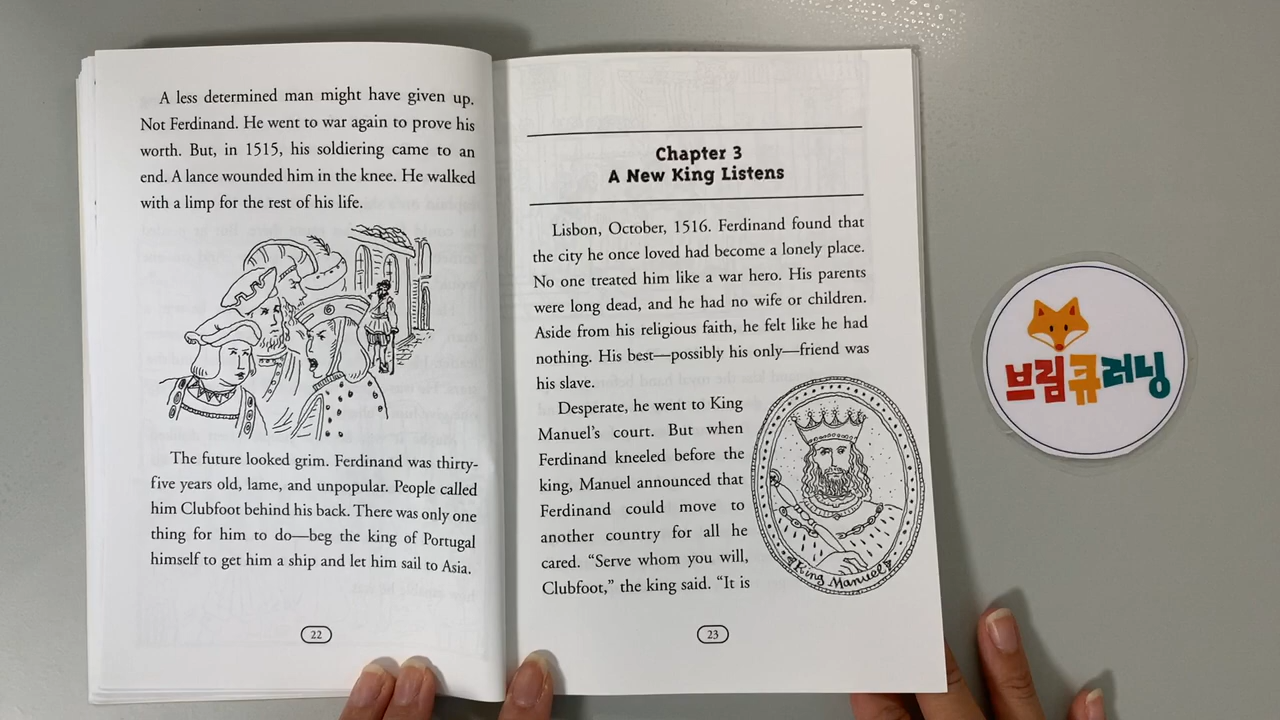 A less determined man might have given up.
Not Ferdinand. He went to war again to prove his
worth. But, in 1515, his soldiering came to an
end. A lance wounded him in the knee. He walked
with a limp for the rest of his life.
The future looked grim. Ferdinand was thirty-
five years old, lame, and unpopular. People called
him Clubfoot behind his back. There was only one
thing for him to do—beg the king of Portugal
himself to get him a ship and let him sail to Asia.
22
Chapter 3
A New King Listens
Lisbon, October, 1516. Ferdinand found that
the city he once loved had become a lonely place.
No one treated him like a war hero. His parents
were long dead, and he had no wife or children.
Aside from his religious faith, he felt like he had
nothing. His best—possibly his only—friend was
his slave.
Desperate, he went to King
Manuel's court. But when
Ferdinand kneeled before the
king, Manuel announced that
Ferdinand could move to
another country for all he
cared. “Serve whom you will,
Clubfoot,” the king said. “It is
King Manuel
23
브림큐러닝